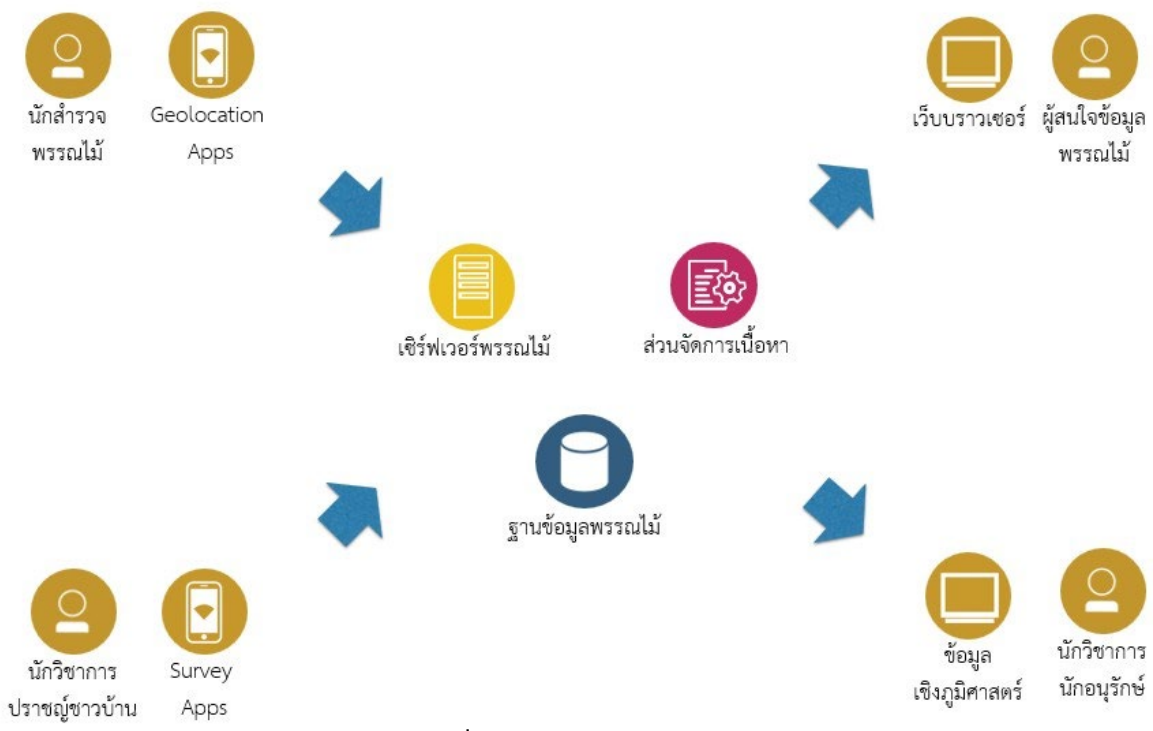 นักสำรวจ
พรรณไม้
Geolocation
Apps
เว็บบราวเซอร์
ผู้สนใจข้อมูล
พรรณไม้
เซิร์ฟเวอร์พรรณไม้
ส่วนจัดการเนื้อหา
ฐานข้อมูลพรรณไม้
นักวิชาการ
ปราชญ์ชาวบ้าน
Survey
Apps
ข้อมูล
เชิงภูมิศาสตร์
นักวิชาการ
นักอนุรักษ์